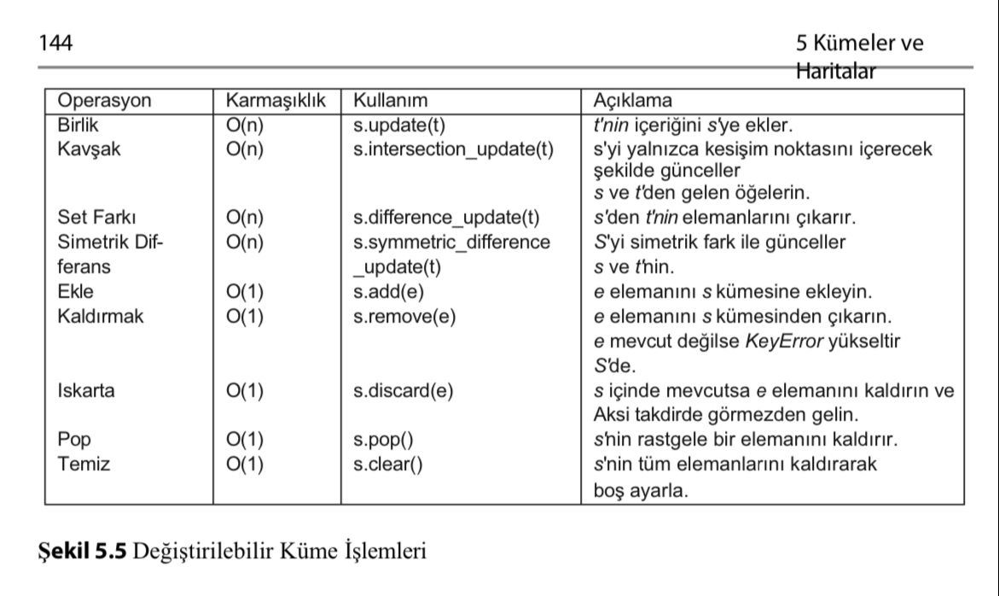 144
5 Kümeler ve
Haritalar
Operasyon Karmaşıklık Kullanım Açıklama
Birlik O(n) s.update(t) t'nin içeriğini s'ye ekler.
Kavşak O(n) s.intersection_update(t) s'yi yalnızca kesişim noktasını içerecek
şekilde günceller
s ve t'den gelen öğelerin.
Set Farkı O(n) s.difference_update(t) s'den t'nin elemanlarını çıkarır.
Simetrik Dif- O(n) s.symmetric_difference S'yi simetrik fark ile günceller
ferans _update(t) s ve t'nin.
Ekle O(1) s.add(e) e elemanını s kümesine ekleyin.
Kaldırmak O(1) s.remove(e) e elemanını s kümesinden çıkarın.
e mevcut değilse KeyError yükseltir
S'de.
Iskarta O(1) s.discard(e) s içinde mevcutsa e elemanını kaldırın ve
Aksi takdirde görmezden gelin.
Pop O(1) s.pop() s'nin rastgele bir elemanını kaldırır.
Temiz O(1) s.clear() s'nin tüm elemanlarını kaldırarak
boş ayarla.
Şekil 5.5 Değiştirilebilir Küme İşlemleri